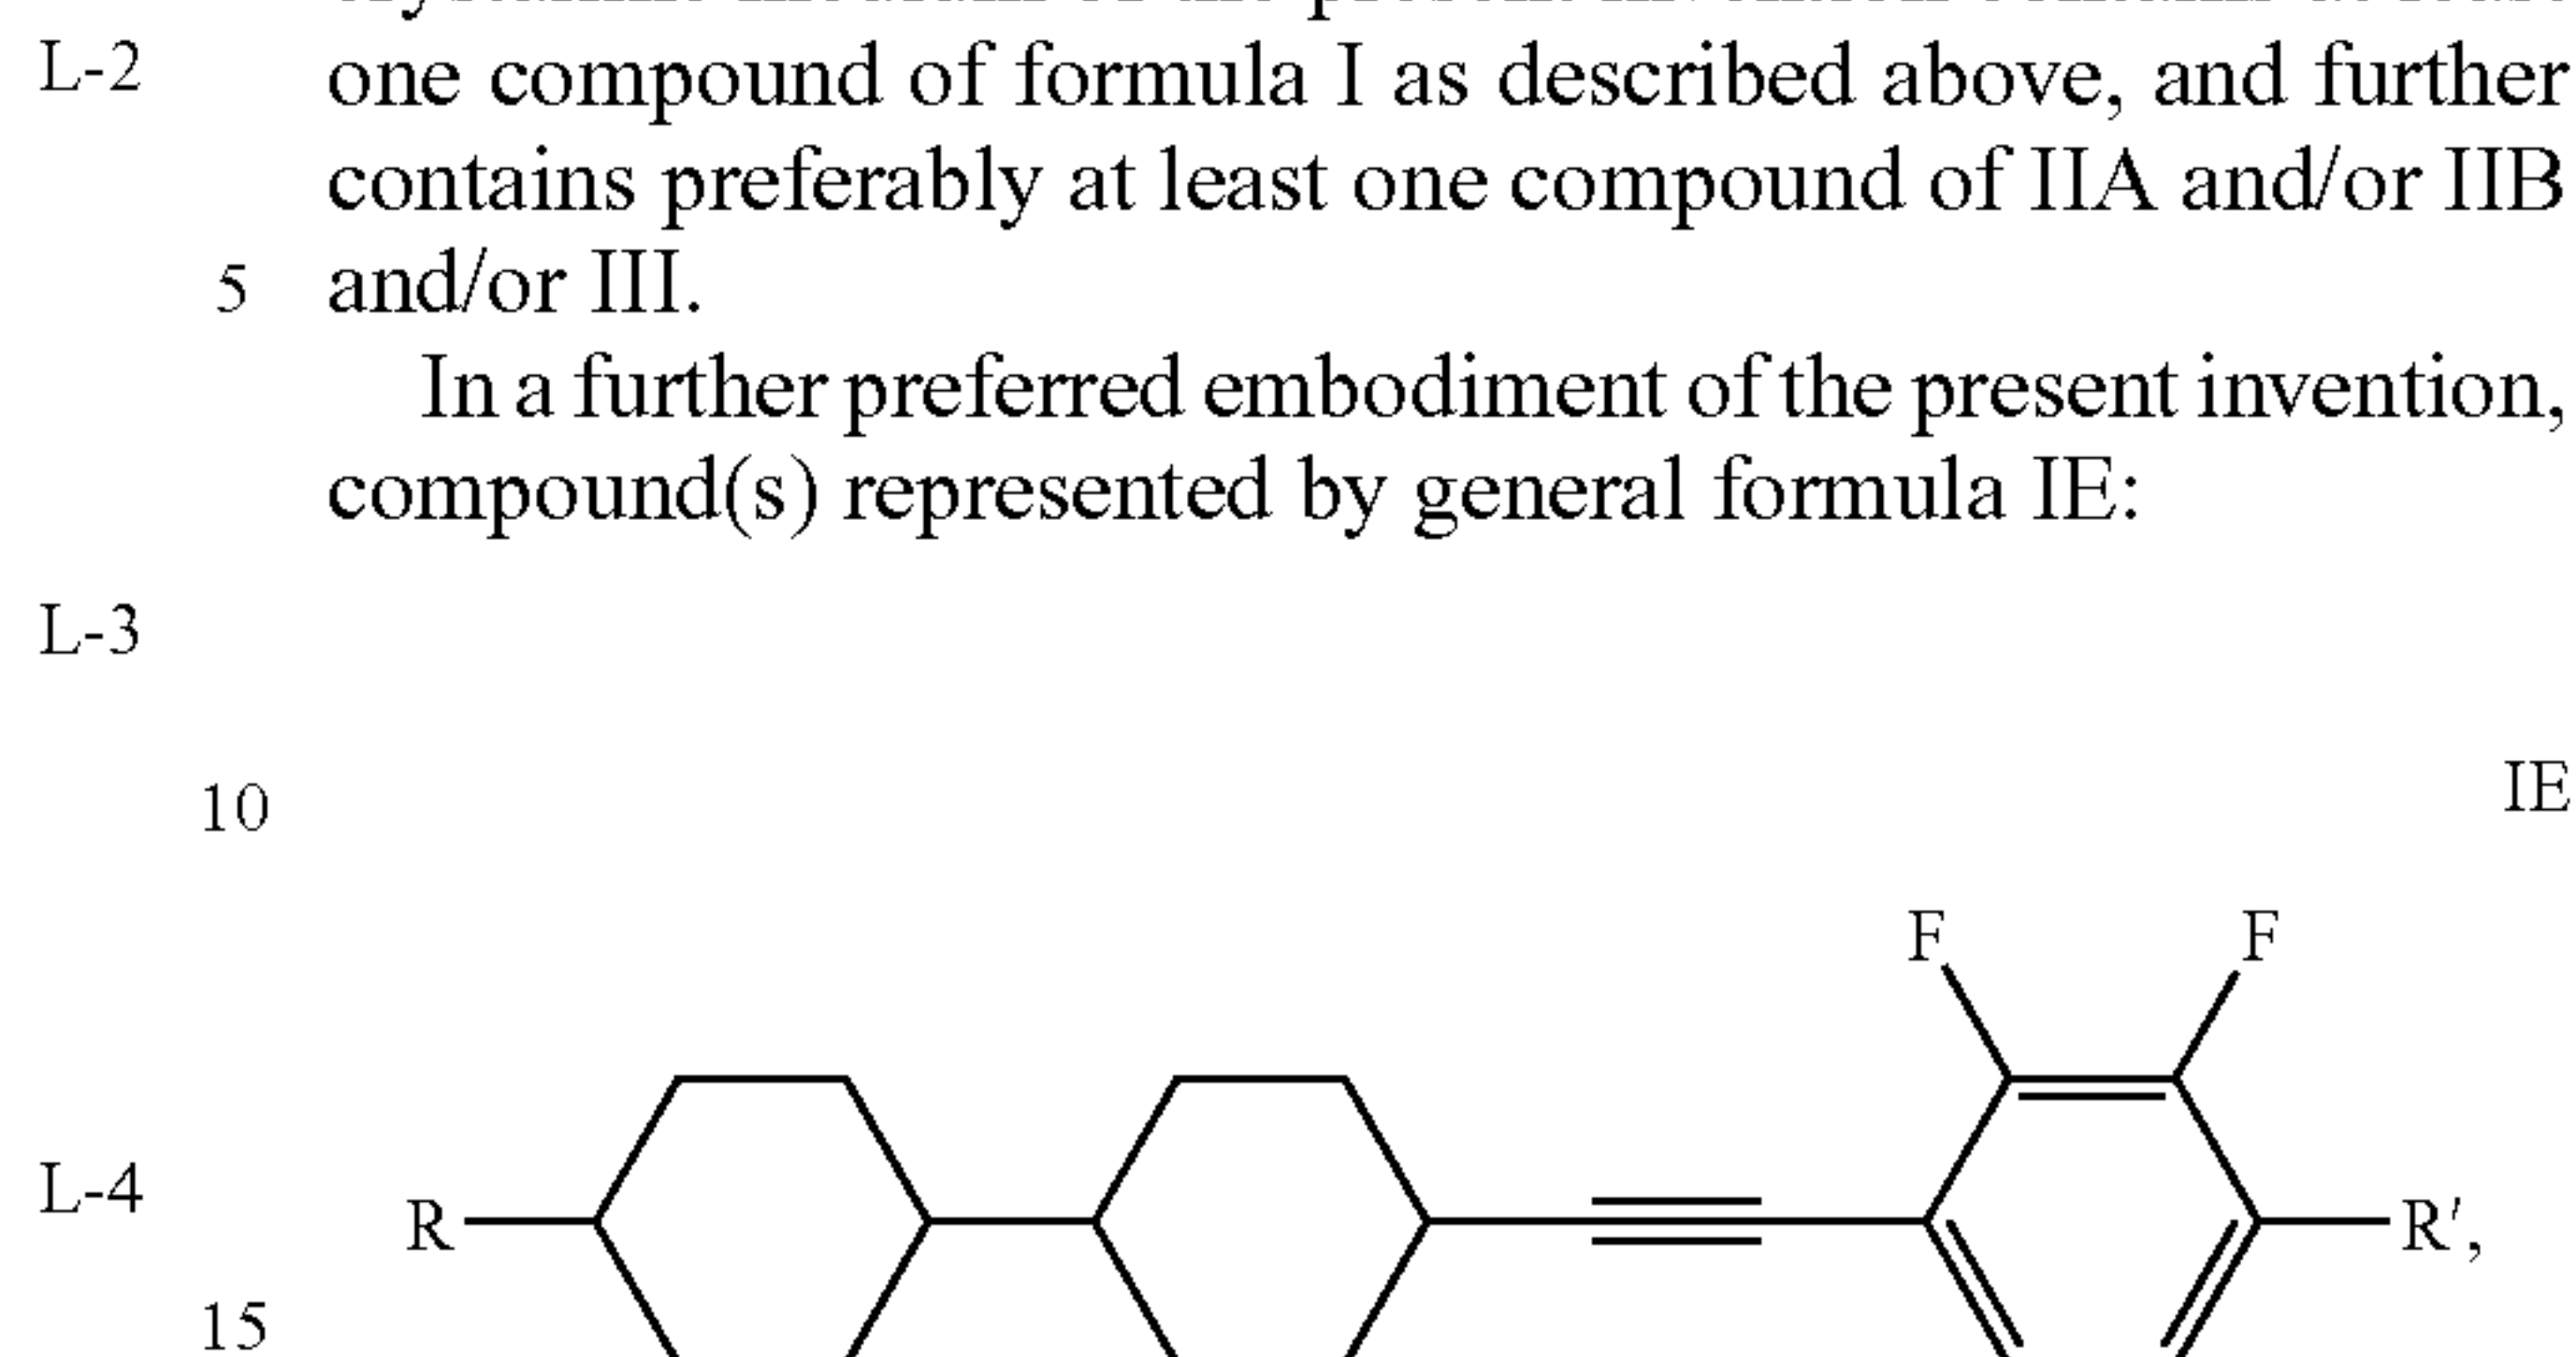 L-2
one compound of formula I as described above, and further
contains preferably at least one compound of IIA and/or IIB
5 and/or III.
In a further preferred embodiment of the present invention,
compound(s) represented by general formula IE:
L-3
10
IE
F F
L-4
R R',
15